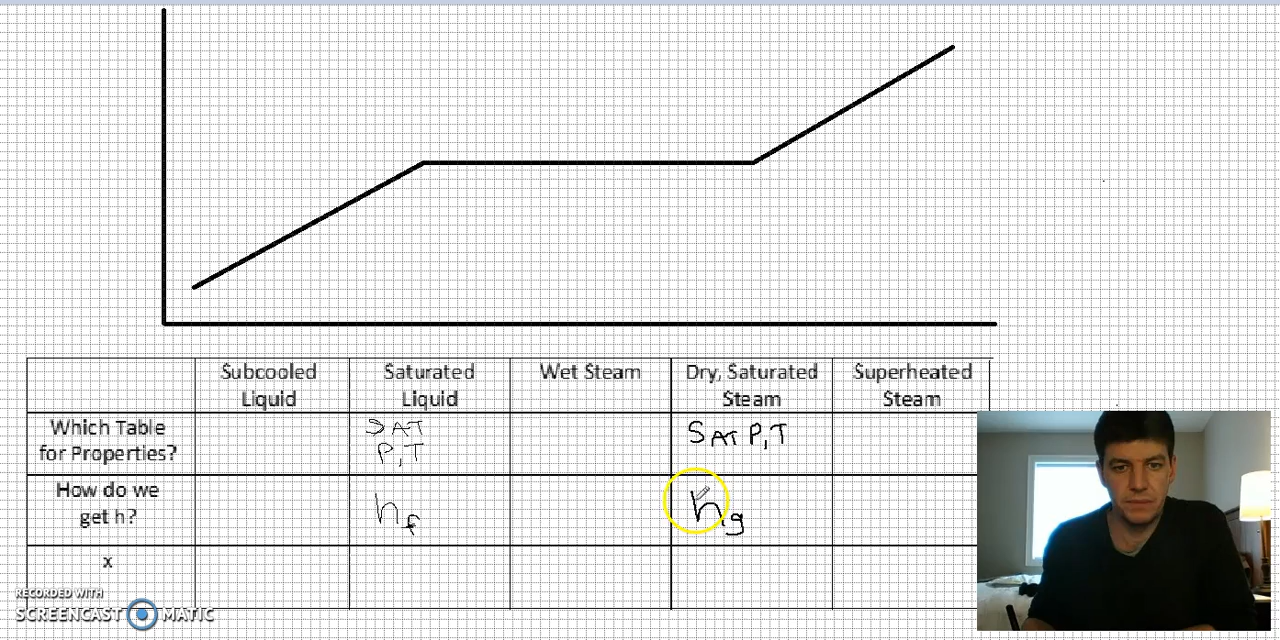 Subcooled Liquid
Saturated Liquid
Wet Steam
Dry, Saturated Steam
Superheated Steam
Which Table for Properties?
SAT
P,T
SAT P,T
How do we get h?
hf
hg
x
RECORDED WITH
SCREENCAST MATIC